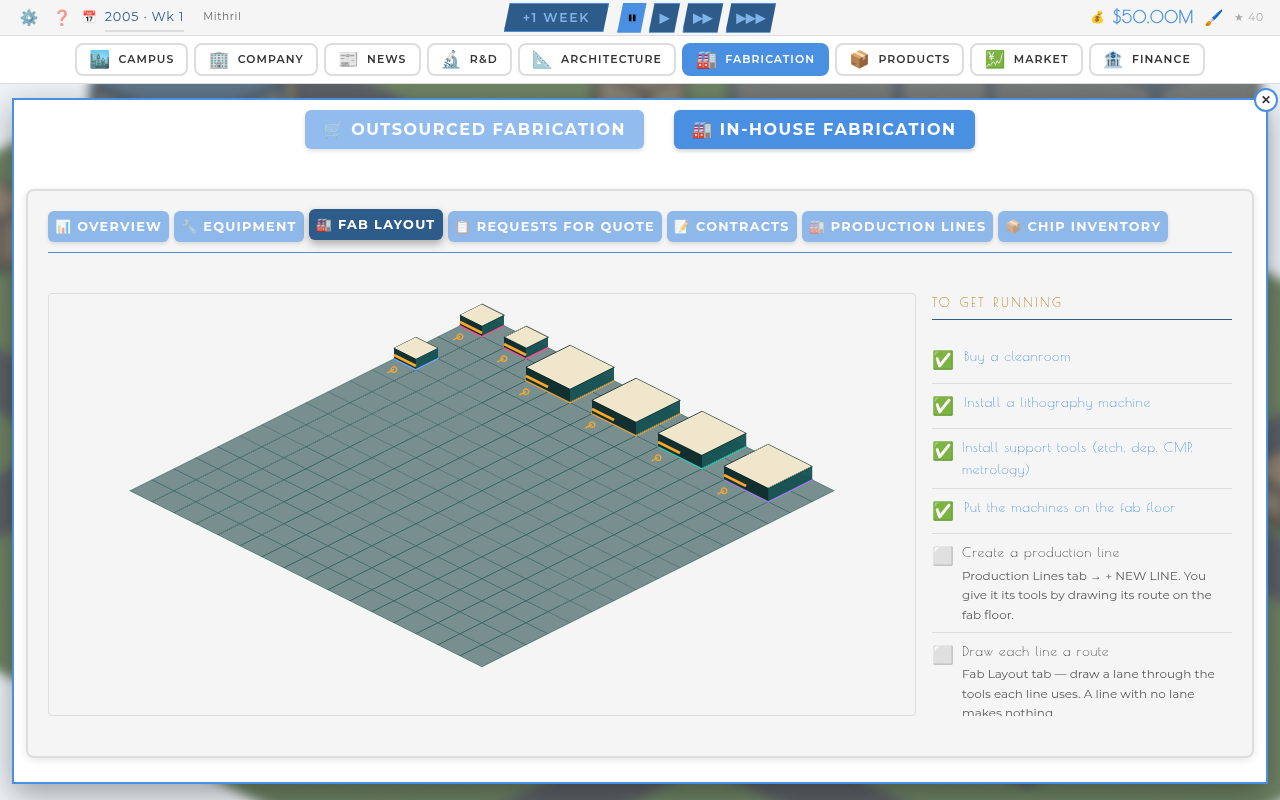 2005 · Wk 1
Mithril
+1 WEEK
$50.00M
★ 40
CAMPUS
COMPANY
NEWS
R&D
ARCHITECTURE
FABRICATION
PRODUCTS
MARKET
FINANCE
OUTSOURCED FABRICATION
IN-HOUSE FABRICATION
OVERVIEW
EQUIPMENT
FAB LAYOUT
REQUESTS FOR QUOTE
CONTRACTS
PRODUCTION LINES
CHIP INVENTORY
TO GET RUNNING
Buy a cleanroom
Install a lithography machine
Install support tools (etch, dep, CMP,
metrology)
Put the machines on the fab floor
Create a production line
Production Lines tab → + NEW LINE. You
give it its tools by drawing its route on the
fab floor.
Draw each line a route
Fab Layout tab — draw a lane through the
tools each line uses. A line with no lane
makes nothing.